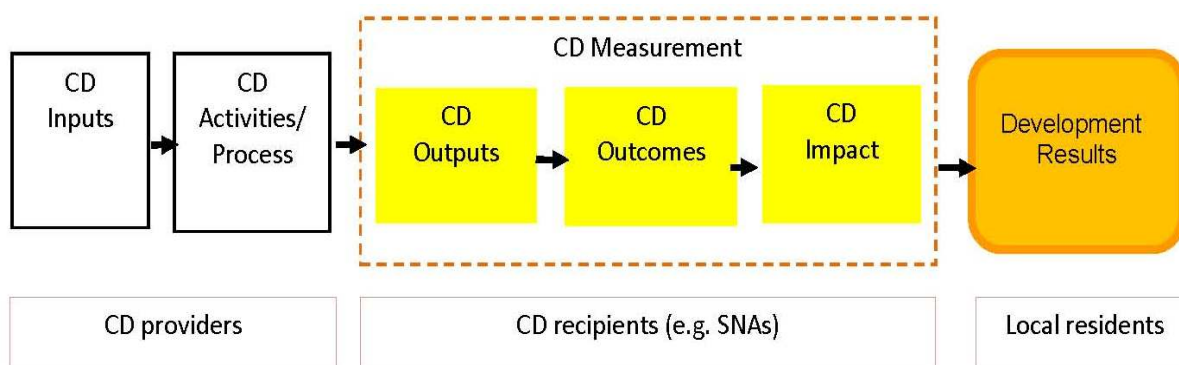 CD Measurement
CD
Inputs
CD
Activities/
Process
CD
Outputs
CD
Outcomes
CD
Impact
Development
Results
CD providers
CD recipients (e.g. SNAs)
Local residents